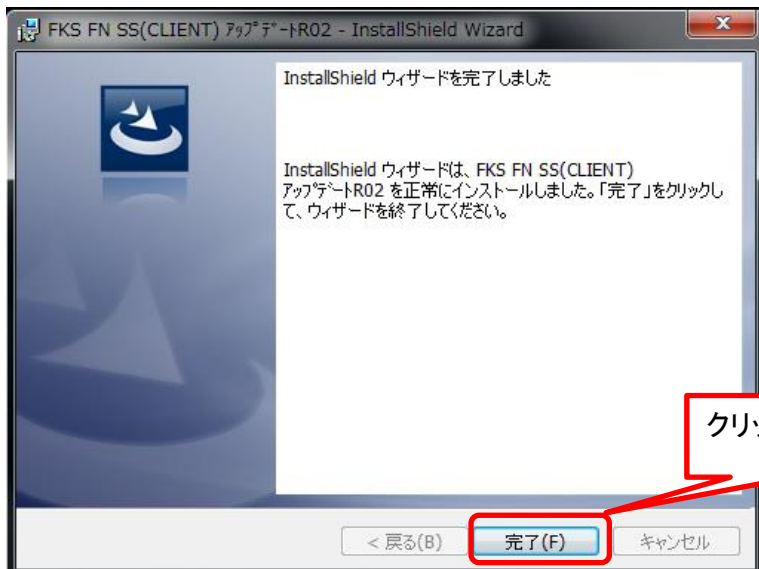 FKS FN SS(CLIENT) ｱｯﾌﾟﾃﾞｰﾄR02 - InstallShield Wizard
InstallShield ウィザードを完了しました
InstallShield ウィザードは、FKS FN SS(CLIENT)
ｱｯﾌﾟﾃﾞｰﾄR02 を正常にインストールしました。「完了」をクリックし
て、ウィザードを終了してください。
クリッ
< 戻る(B)
完了(F)
キャンセル